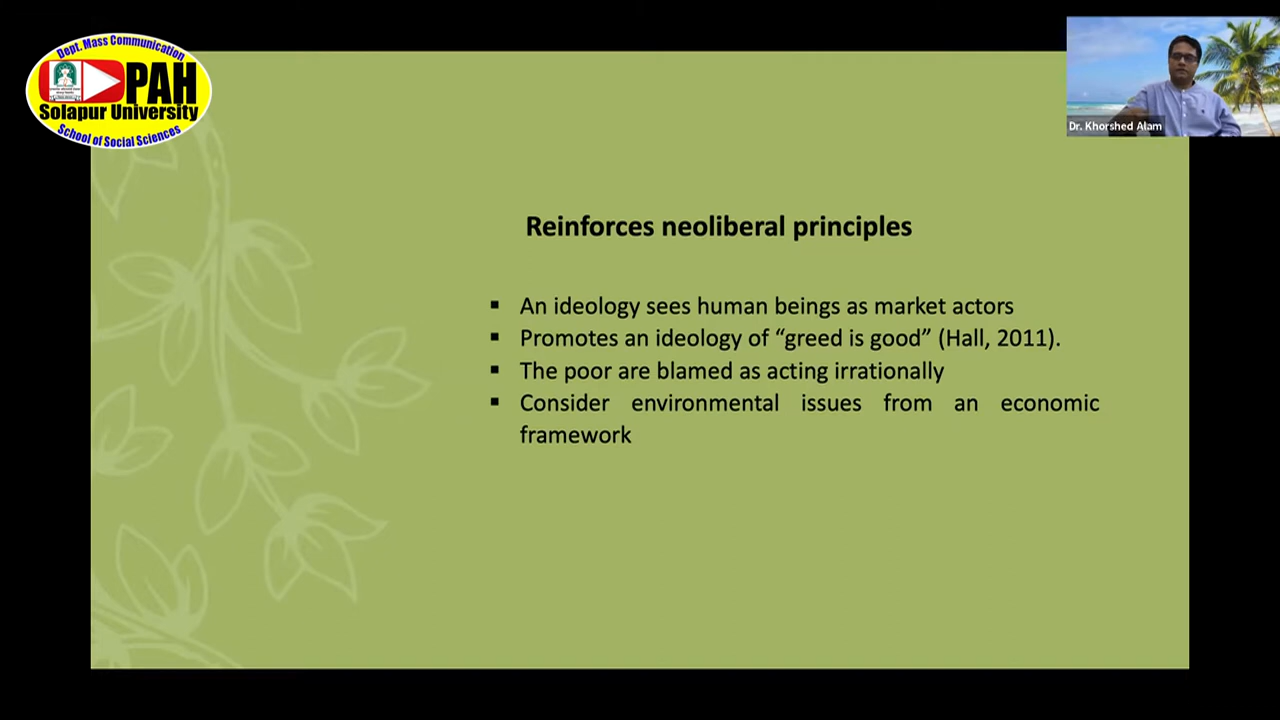 Dept. Mass Communication
PAH
Solapur University
School of Social Sciences
Dr. Khorshed Alam
Reinforces neoliberal principles
▪ An ideology sees human beings as market actors
▪ Promotes an ideology of “greed is good” (Hall, 2011).
▪ The poor are blamed as acting irrationally
▪ Consider environmental issues from an economic
framework